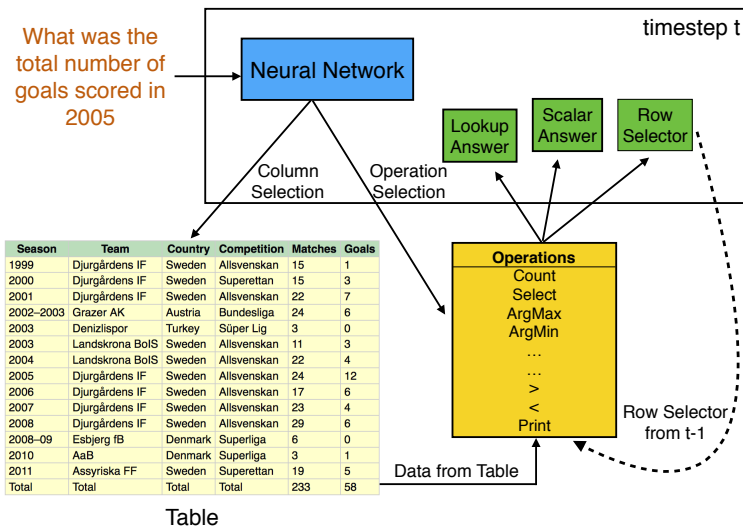 What was the
total number of
goals scored in
2005
timestep t
Neural Network
Lookup
Answer
Scalar
Answer
Row
Selector
Column
Selection
Operation
Selection
Season Team Country Competition Matches Goals
1999 Djurgårdens IF Sweden Allsvenskan 15 1
2000 Djurgårdens IF Sweden Superettan 15 3
2001 Djurgårdens IF Sweden Allsvenskan 22 7
2002–2003 Grazer AK Austria Bundesliga 24 6
2003 Denizlispor Turkey Süper Lig 3 0
2003 Landskrona BoIS Sweden Allsvenskan 11 3
2004 Landskrona BoIS Sweden Allsvenskan 22 4
2005 Djurgårdens IF Sweden Allsvenskan 24 12
2006 Djurgårdens IF Sweden Allsvenskan 17 6
2007 Djurgårdens IF Sweden Allsvenskan 23 4
2008 Djurgårdens IF Sweden Allsvenskan 29 6
2008–09 Esbjerg fB Denmark Superliga 6 0
2010 AaB Denmark Superliga 3 1
2011 Assyriska FF Sweden Superettan 19 5
Total Total Total Total 233 58
Table
Operations
Count
Select
ArgMax
ArgMin
...
...
>
<
Print
Row Selector
from t-1
Data from Table